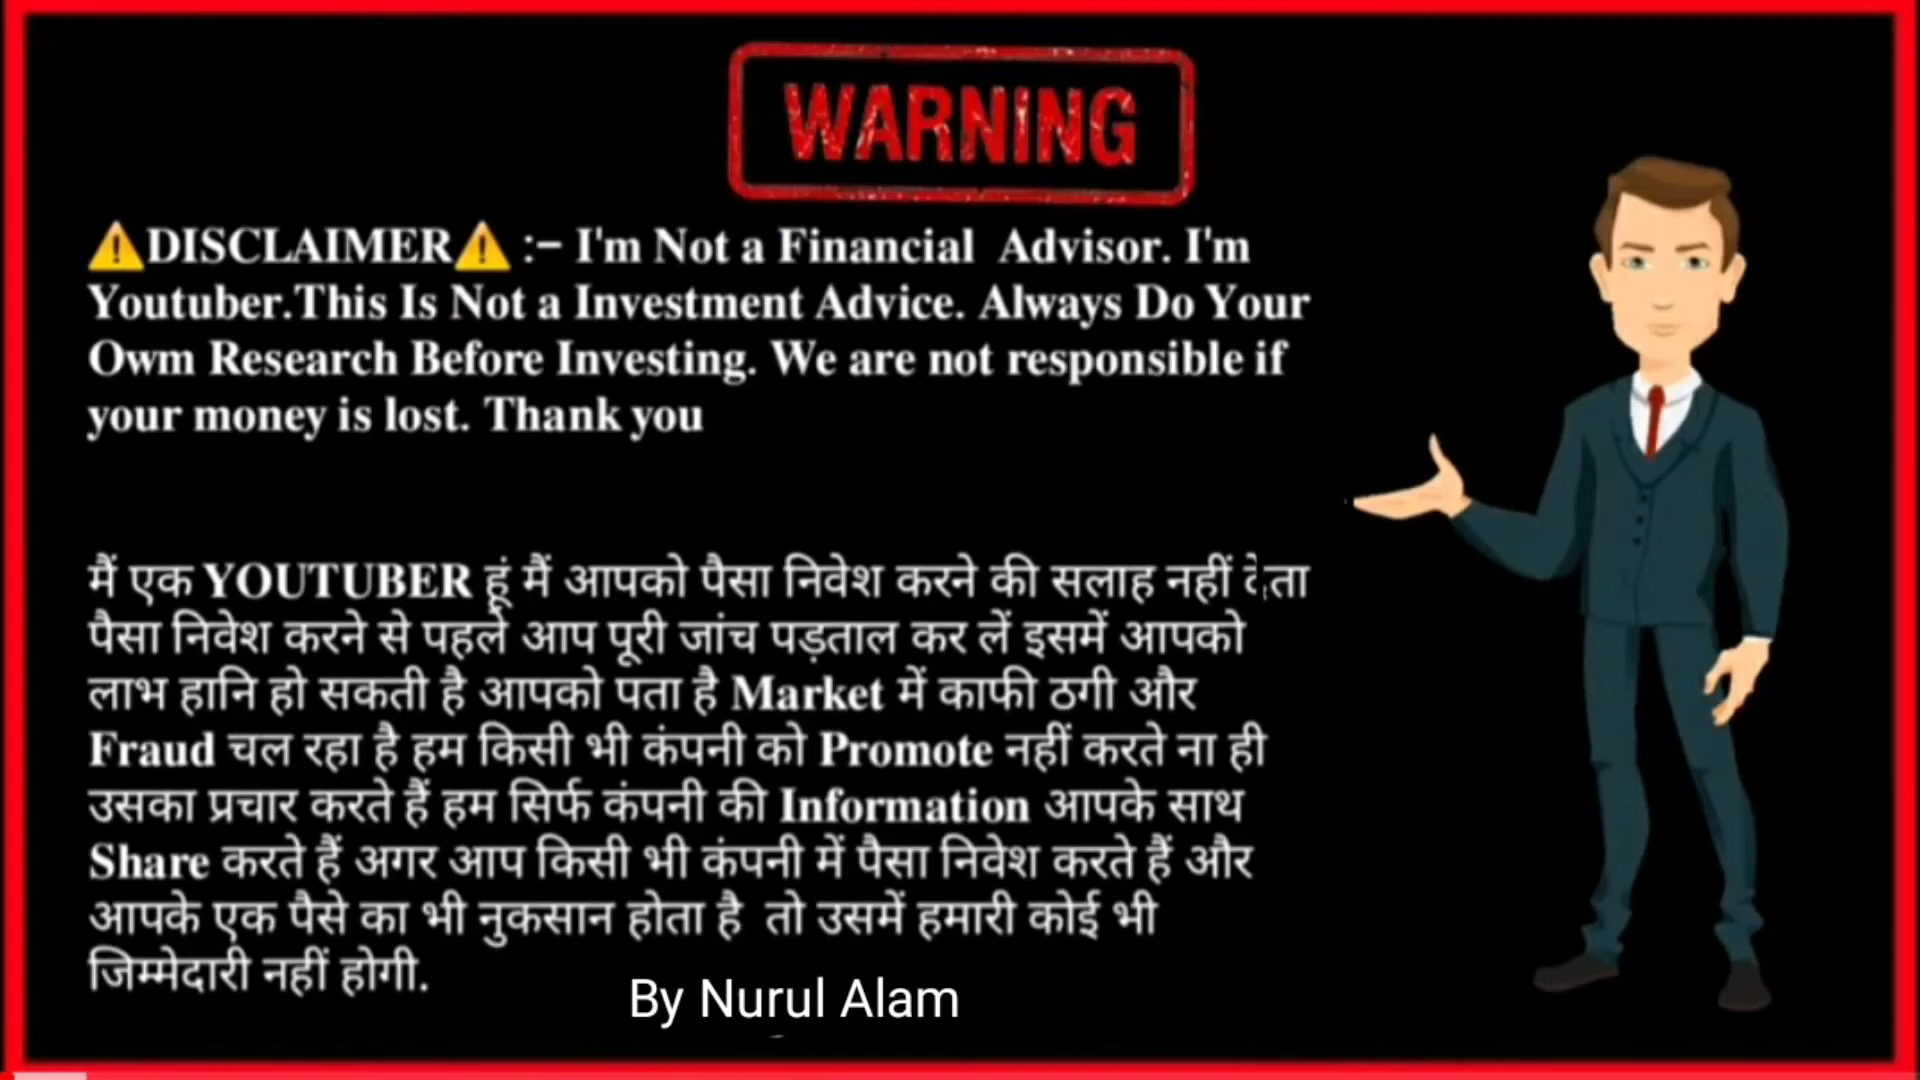 WARNING
⚠️DISCLAIMER⚠️ :– I'm Not a Financial Advisor. I'm
Youtuber.This Is Not a Investment Advice. Always Do Your
Owm Research Before Investing. We are not responsible if
your money is lost. Thank you
मैं एक YOUTUBER हूं मैं आपको पैसा निवेश करने की सलाह नहीं देता
पैसा निवेश करने से पहले आप पूरी जांच पड़ताल कर लें इसमें आपको
लाभ हानि हो सकती है आपको पता है Market में काफी ठगी और
Fraud चल रहा है हम किसी भी कंपनी को Promote नहीं करते ना ही
उसका प्रचार करते हैं हम सिर्फ कंपनी की Information आपके साथ
Share करते हैं अगर आप किसी भी कंपनी में पैसा निवेश करते हैं और
आपके एक पैसे का भी नुकसान होता है तो उसमें हमारी कोई भी
जिम्मेदारी नहीं होगी.
By Nurul Alam